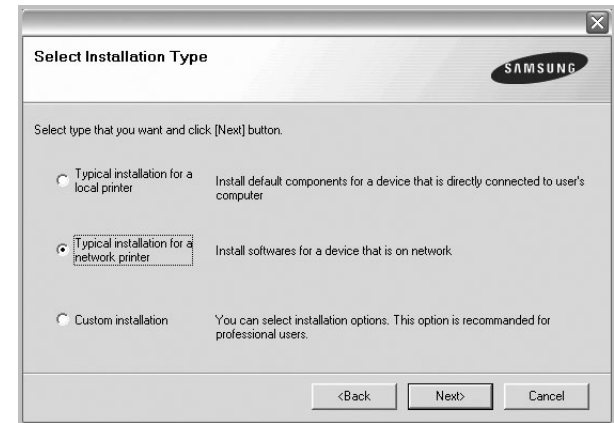 Select Installation Type
SAMSUNG
Select type that you want and click [Next] button.
Typical installation for a
local printer
Install default components for a device that is directly connected to user's
computer
Typical installation for a
network printer
Install softwares for a device that is on network
Custom installation
You can select installation options. This option is recommanded for
professional users.
<Back
Next>
Cancel